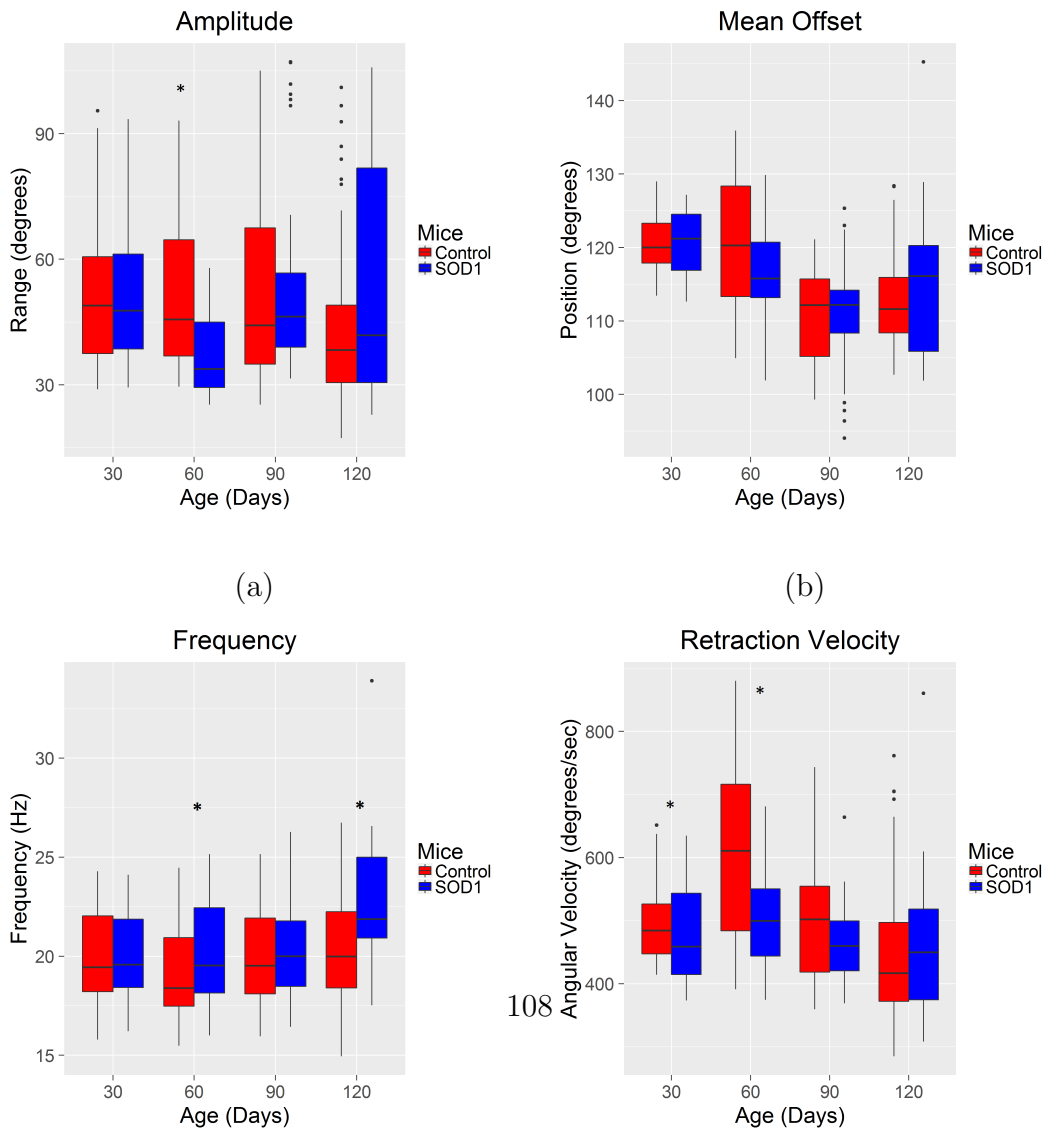 Amplitude
Range (degrees)
90
60
30
*
30 60 90 120
Age (Days)
Mice
Control
SOD1
(a)
Mean Offset
Position (degrees)
140
130
120
110
100
30 60 90 120
Age (Days)
Mice
Control
SOD1
(b)
Frequency
Frequency (Hz)
30
25
20
15
* *
30 60 90 120
Age (Days)
Mice
Control
SOD1
Retraction Velocity
Angular Velocity (degrees/sec)
800
600
400
*
*
30 60 90 120
Age (Days)
Mice
Control
SOD1
108